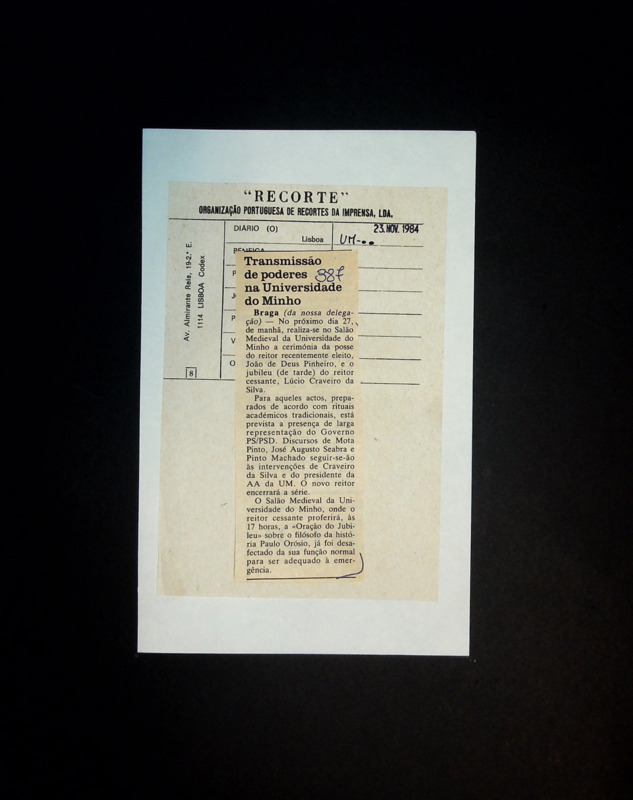 "RECORTE"
ORGANIZAÇÃO PORTUGUESA DE RECORTES DA IMPRENSA, LDA.
Av. Almirante Reis, 19-2.º E.
1114 LISBOA Codex
8
DIÁRIO (O)
Lisboa
23. NOV. 1984
UM-
P
J
P
V
O
Transmissão
de poderes 387
na Universidade
do Minho
Braga (da nossa delega-
ção) — No próximo dia 27,
de manhã, realiza-se no Salão
Medieval da Universidade do
Minho a cerimónia da posse
do reitor recentemente eleito,
João de Deus Pinheiro, e o
jubileu (de tarde) do reitor
cessante, Lúcio Craveiro da
Silva.
Para aqueles actos, prepa-
rados de acordo com rituais
académicos tradicionais, está
prevista a presença de larga
representação do Governo
PS/PSD. Discursos de Mota
Pinto, José Augusto Seabra e
Pinto Machado seguir-se-ão
às intervenções de Craveiro
da Silva e do presidente da
AA da UM. O novo reitor
encerrará a série.
O Salão Medieval da Uni-
versidade do Minho, onde o
reitor cessante proferirá, às
17 horas, a «Oração do Jubi-
leu» sobre o filósofo da histó-
ria Paulo Orósio, já foi desa-
fectado da sua função normal
para ser adequado à emer-
gência.